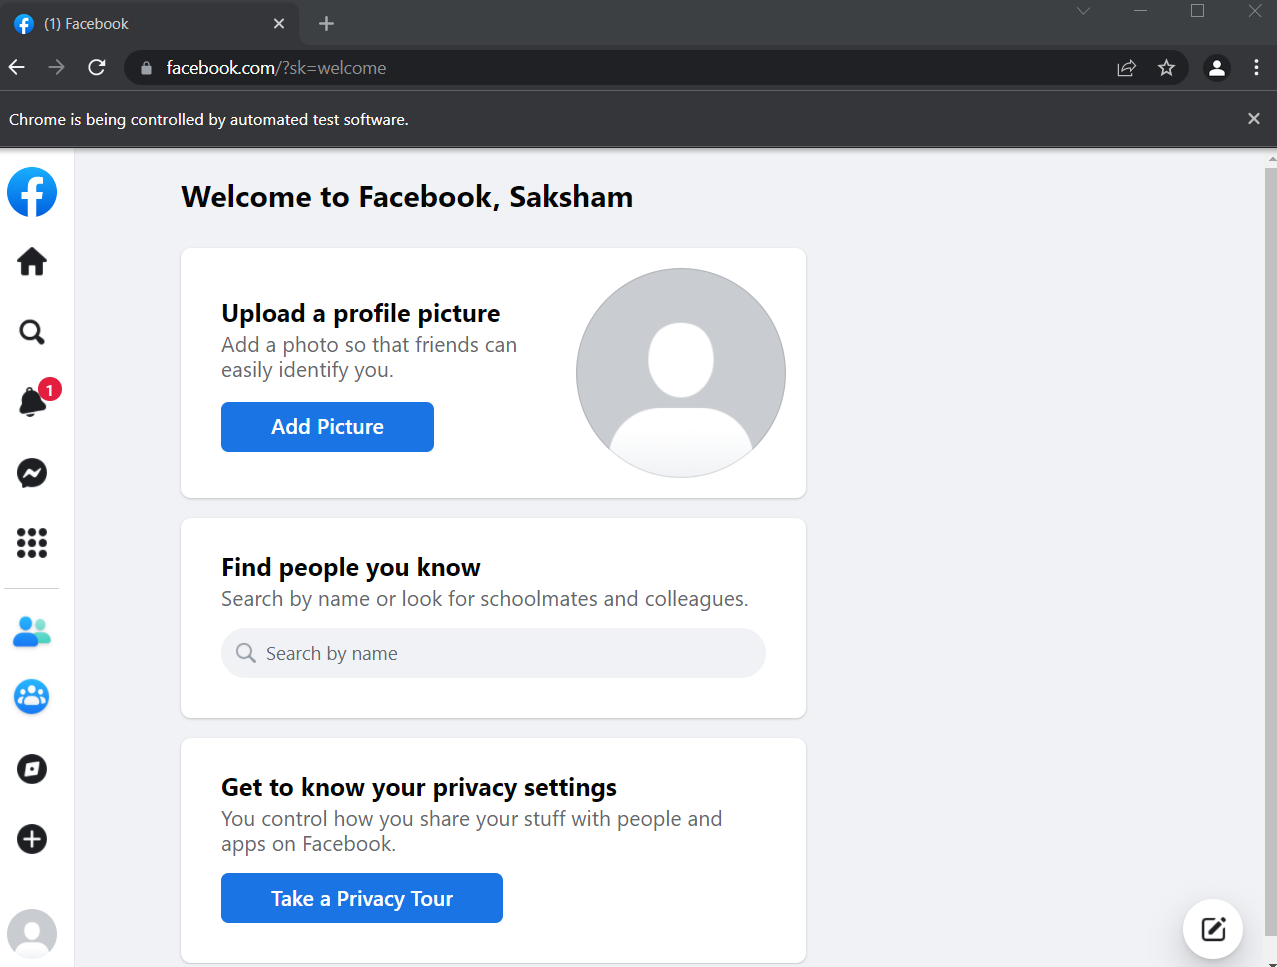 (1) Facebook
facebook.com/?sk=welcome
Chrome is being controlled by automated test software.
Welcome to Facebook, Saksham
Upload a profile picture
Add a photo so that friends can
easily identify you.
Add Picture
1
Find people you know
Search by name or look for schoolmates and colleagues.
Search by name
Get to know your privacy settings
You control how you share your stuff with people and
apps on Facebook.
Take a Privacy Tour